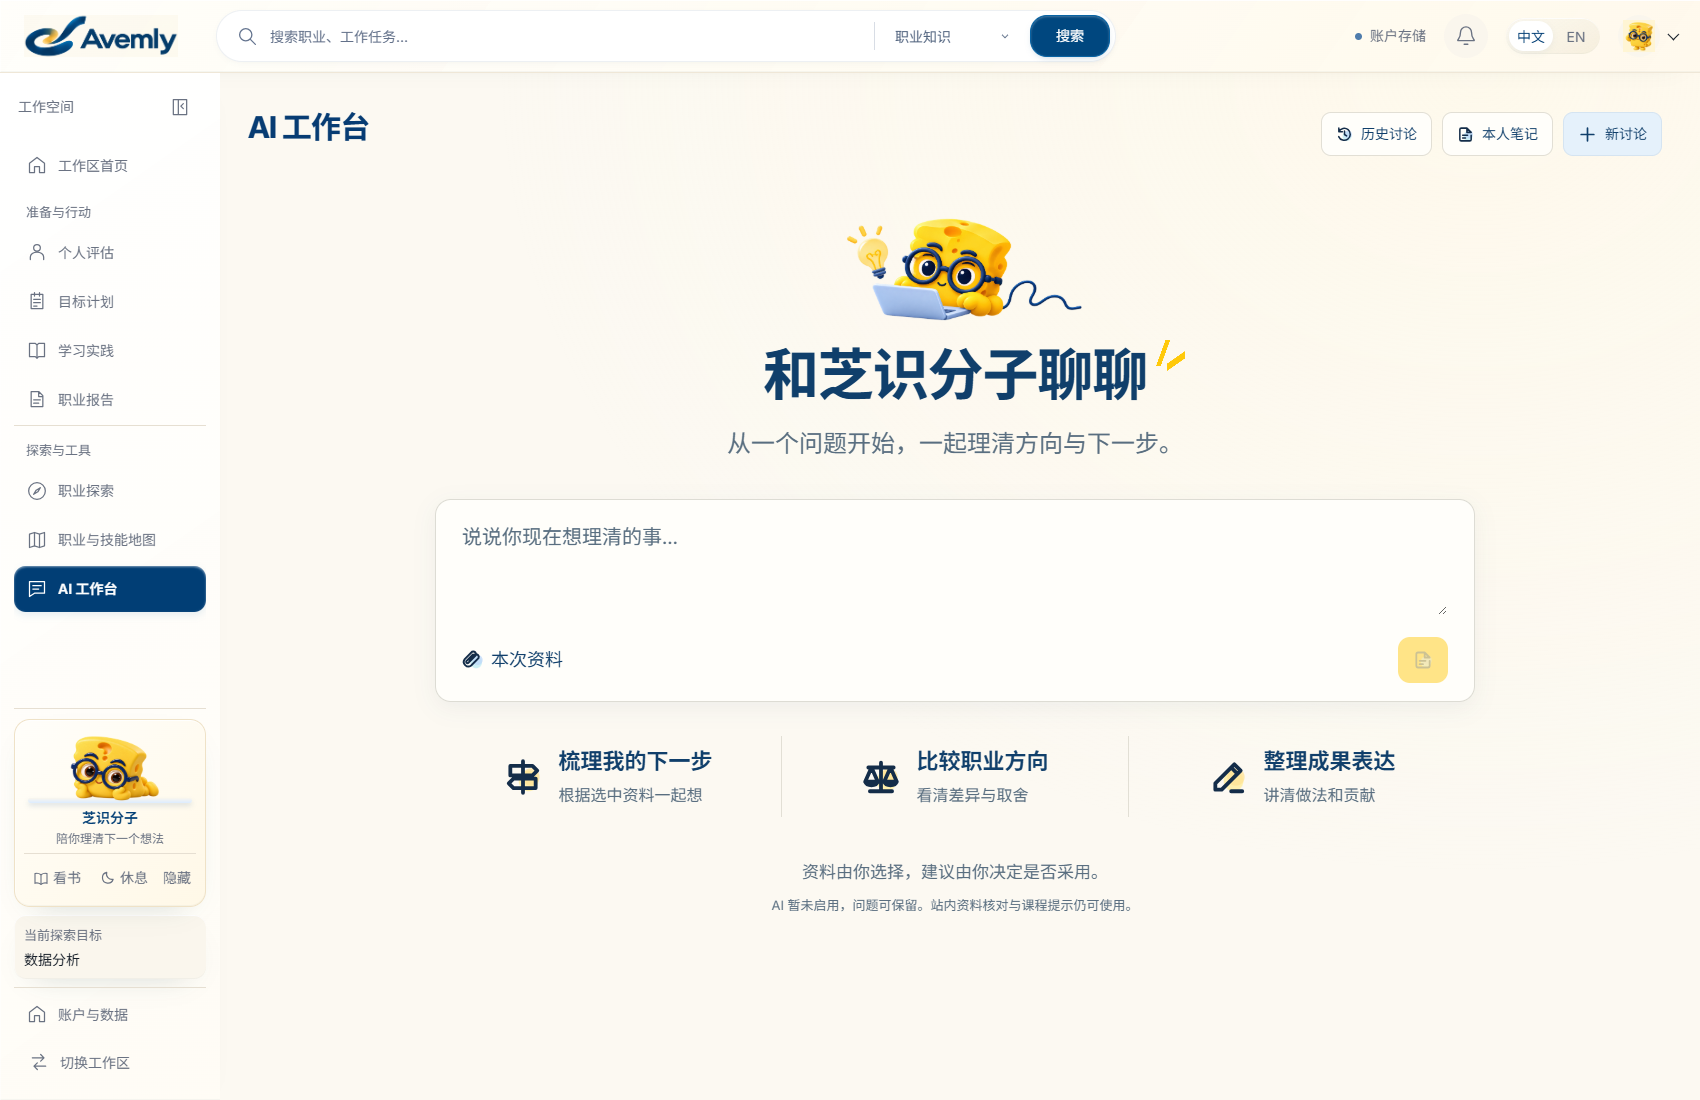 Avemly
搜索职业、工作任务...
职业知识
搜索
账户存储
中文
EN
工作空间
工作区首页
准备与行动
个人评估
目标计划
学习实践
职业报告
探索与工具
职业探索
职业与技能地图
AI 工作台
芝识分子
陪你理清下一个想法
看书
休息
隐藏
当前探索目标
数据分析
账户与数据
切换工作区
AI 工作台
历史讨论
本人笔记
新讨论
和芝识分子聊聊
从一个问题开始，一起理清方向与下一步。
说说你现在想理清的事...
本次资料
梳理我的下一步
根据选中资料一起想
比较职业方向
看清差异与取舍
整理成果表达
讲清做法和贡献
资料由你选择，建议由你决定是否采用。
AI 暂未启用，问题可保留。站内资料核对与课程提示仍可使用。